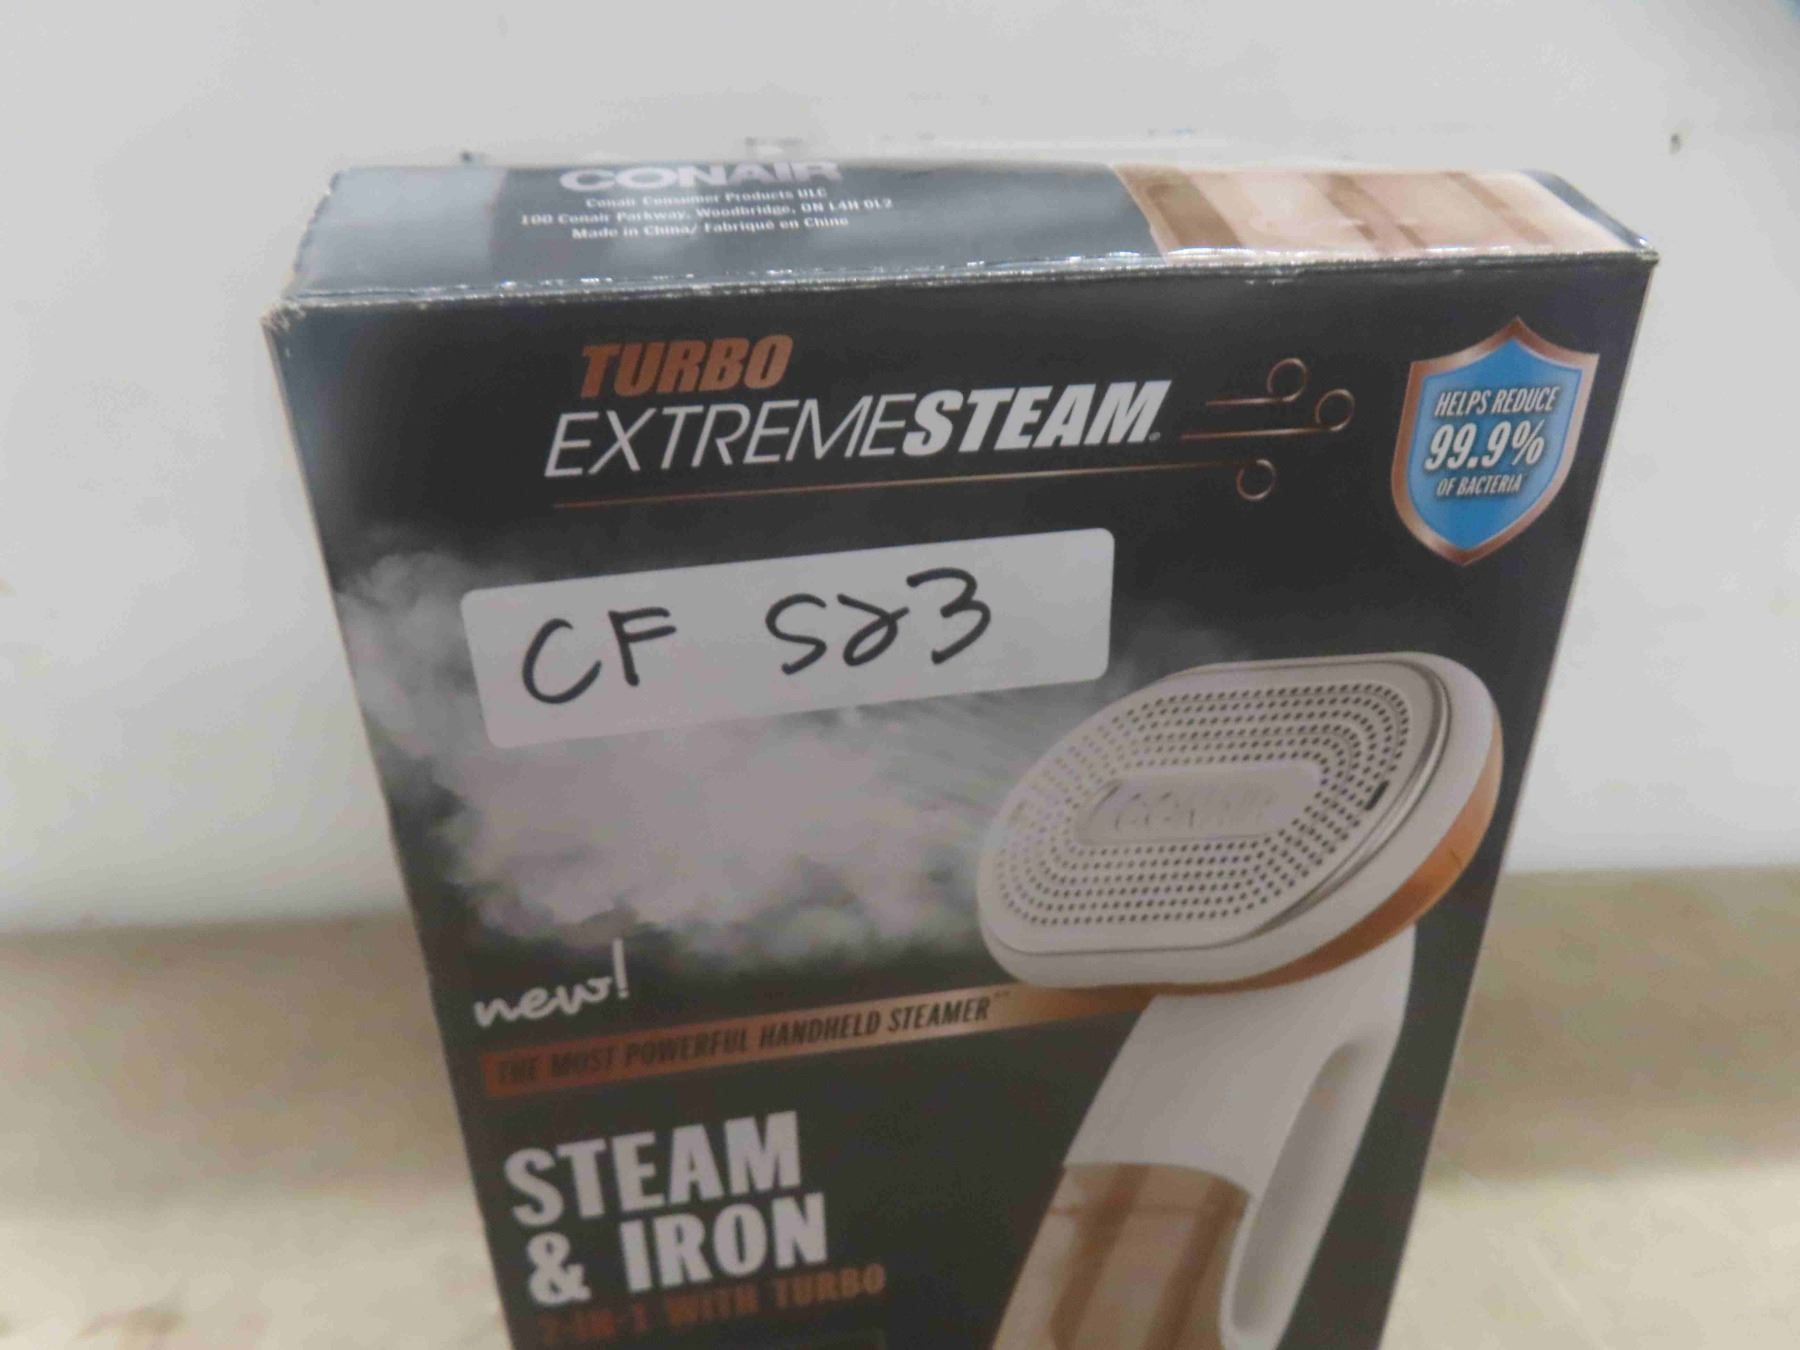 CONAIR
Conair Consumer Products ULC
100 Conair Parkway, Woodbridge, ON L4H 0L2
Made in China/ Fabriqué en Chine
TURBO
EXTREMESTEAM®
HELPS REDUCE
99.9%
OF BACTERIA
CF S23
CONAIR
new!
THE MOST POWERFUL HANDHELD STEAMER™
STEAM
& IRON
2-IN-1 WITH TURBO